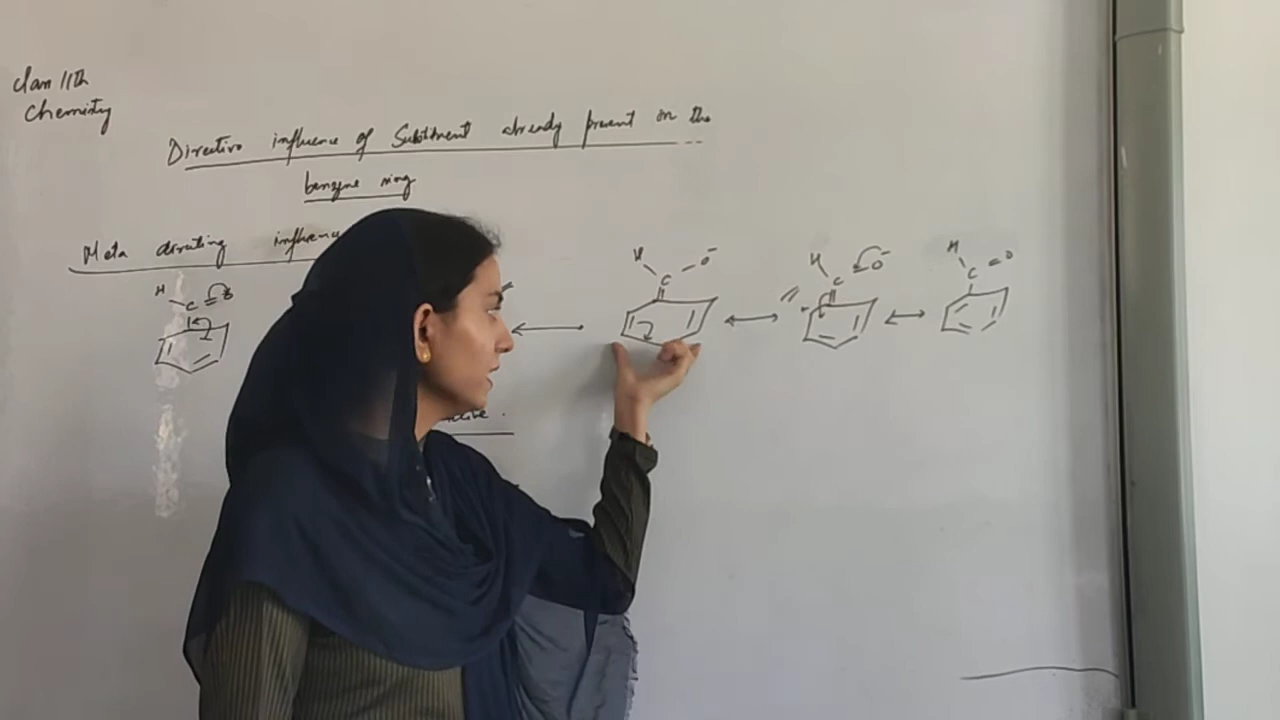 Class 11th
Chemistry
Directive influence of Substituent already present on the
benzene ring
Meta directing influence
H
C
O
H
C
O⁻
H
C
O⁻
+
H
C
O